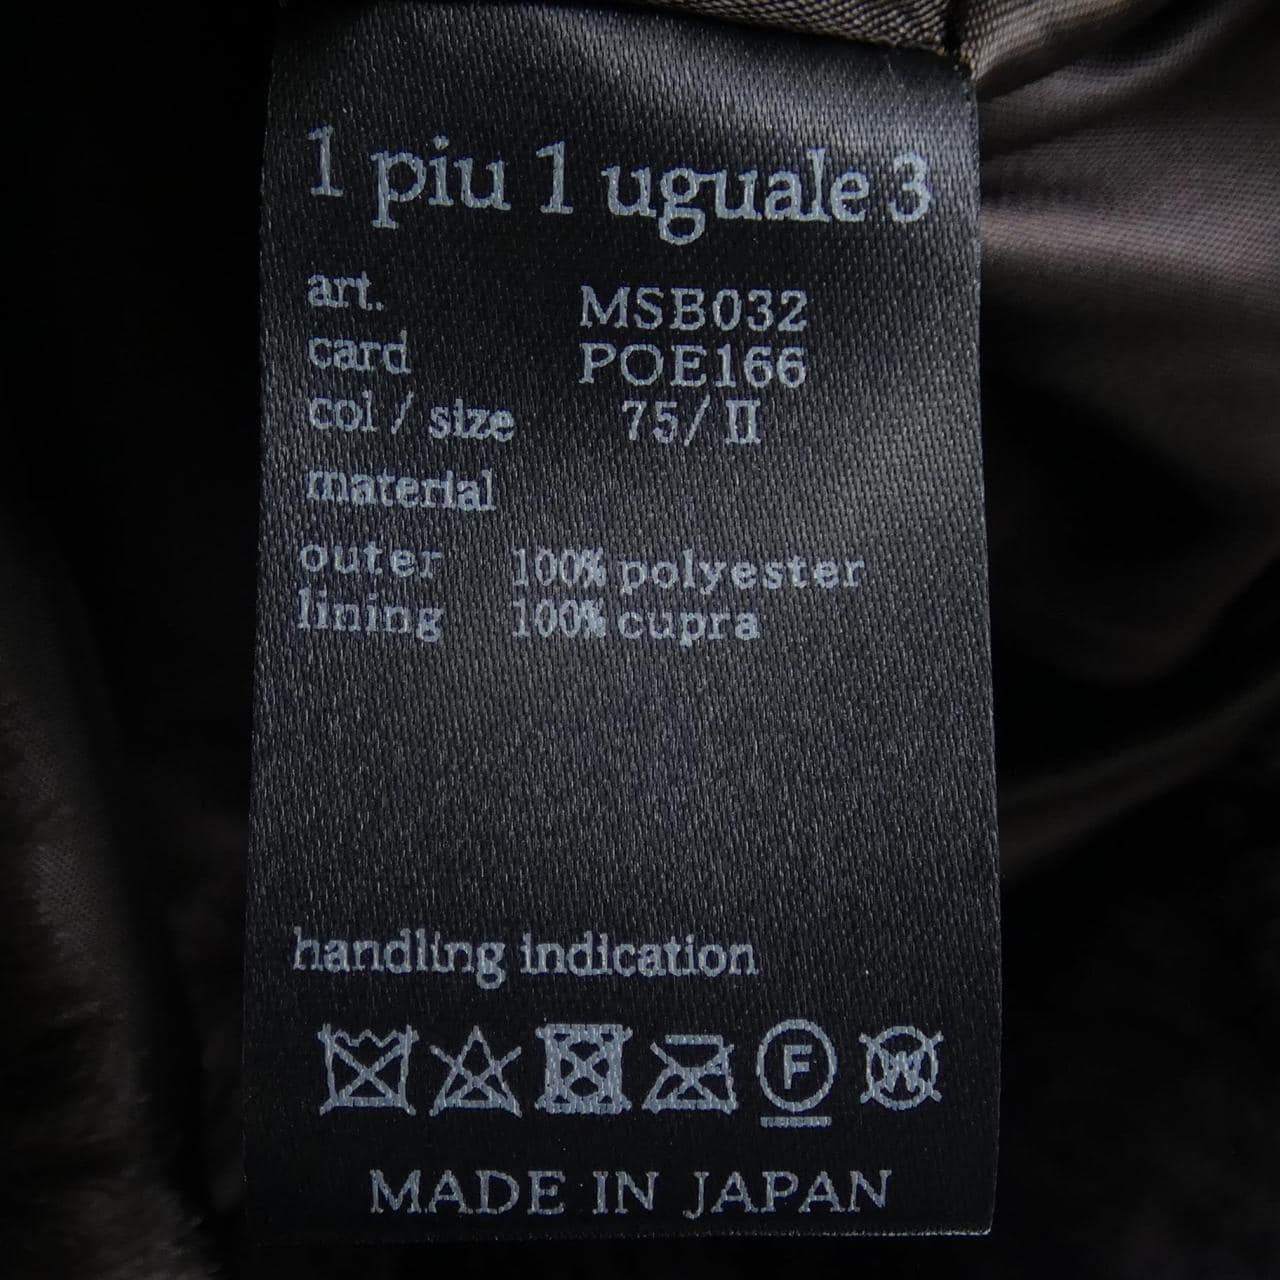 1 piu 1 uguale 3
art. MSB032
card POE166
col / size 75/Ⅱ
material
outer 100% polyester
lining 100% cupra
handling indication
F W
MADE IN JAPAN